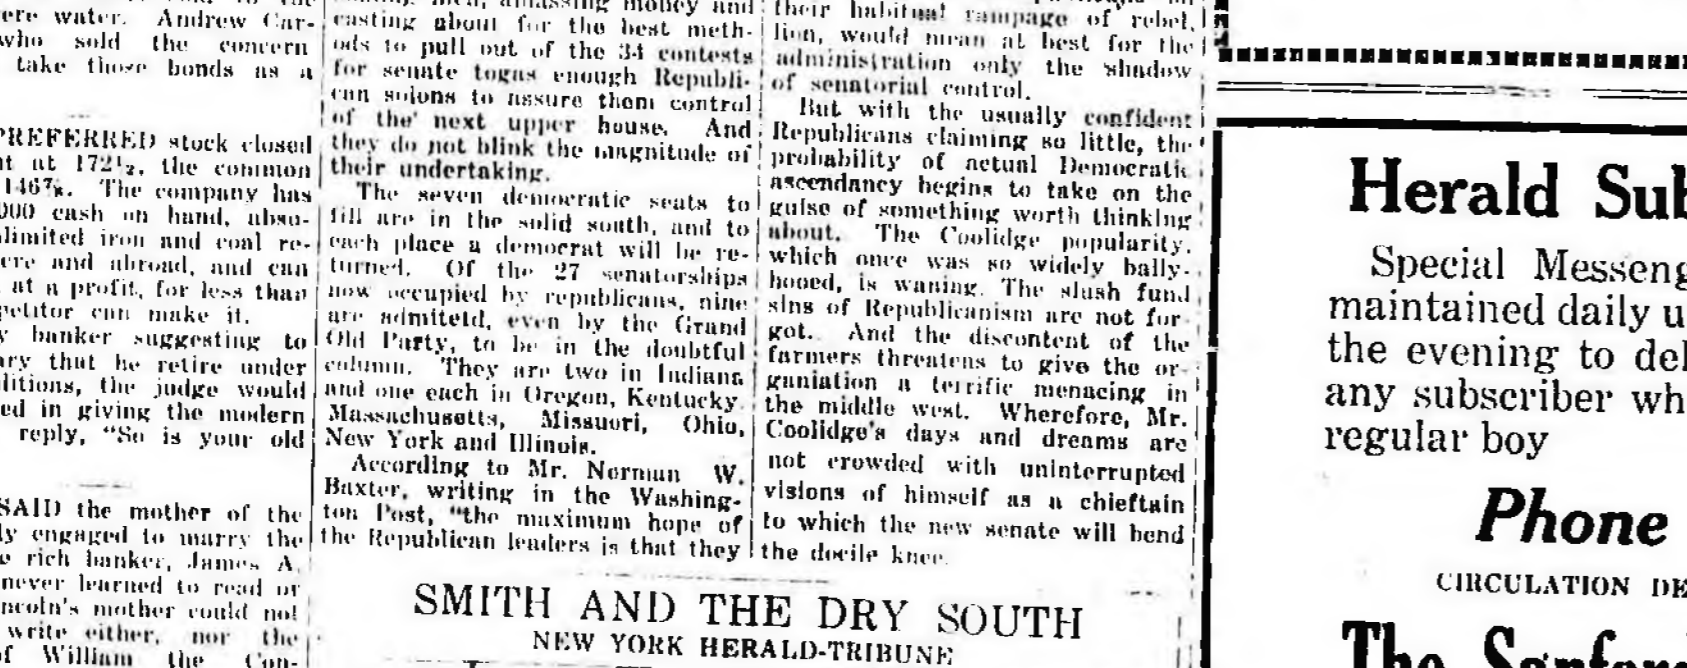 ere water. Andrew Car-
who sold the concern
take those bonds as a
PREFERRED stock closed
at 172½, the common
146⅞. The company has
000 cash on hand, abso-
limited iron and coal re-
ere and abroad, and can
at a profit, for less than
petitor can make it.
banker suggesting to
ary that he retire under
ditions, the judge would
ed in giving the modern
reply, "So is your old
SAID the mother of the
ly engaged to marry the
e rich banker, James A.
never learned to read or
ncoln's mother could not
write either, nor the
of William the Con-
money and
casting about for the best meth-
ods to pull out of the 34 contests
for senate togas enough Republi-
can solons to assure them control
of the next upper house. And
they do not blink the magnitude of
their undertaking.
The seven democratic seats to
fill are in the solid south, and to
each place a democrat will be re-
turned. Of the 27 senatorships
now occupied by republicans, nine
are admiteld, even by the Grand
Old Party, to be in the doubtful
column. They are two in Indiana
and one each in Oregon, Kentucky
Massachusetts, Missouri, Ohio,
New York and Illinois.
According to Mr. Norman W.
Baxter, writing in the Washing-
ton Post, "the maximum hope of
the Republican leaders is that they
their habitual rampage of rebel-
lion, would mean at best for the
administration only the shadow
of senatorial control.
But with the usually confident
Republicans claiming so little, the
probability of actual Democratic
ascendancy begins to take on the
guise of something worth thinking
about. The Coolidge popularity,
which once was so widely bally-
hooed, is waning. The slush fund
sins of Republicanism are not for-
got. And the discontent of the
farmers threatens to give the or-
ganiation a terrific menacing in
the middle west. Wherefore, Mr.
Coolidge's days and dreams are
not crowded with uninterrupted
visions of himself as a chieftain
to which the new senate will bend
the docile knee.
SMITH AND THE DRY SOUTH
NEW YORK HERALD-TRIBUNE
Herald Sub
Special Messeng
maintained daily u
the evening to del
any subscriber wh
regular boy
Phone
CIRCULATION DE
The Sanford